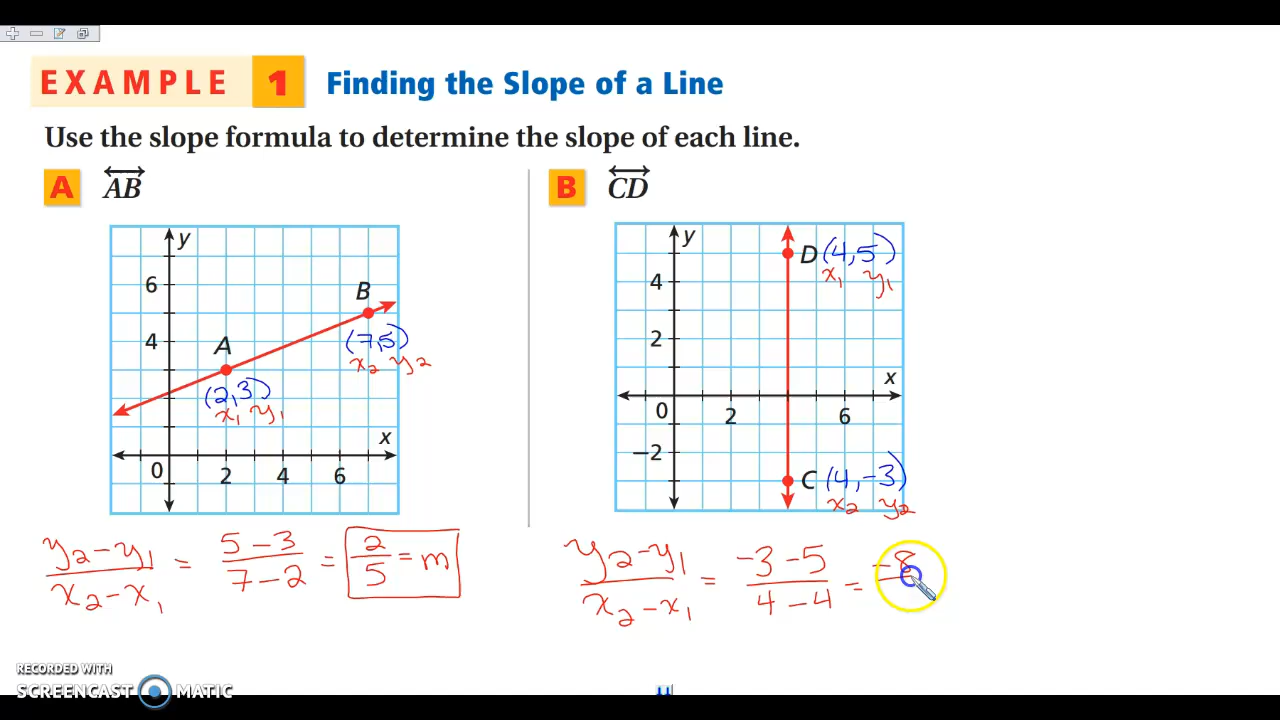 EXAMPLE 1 Finding the Slope of a Line
Use the slope formula to determine the slope of each line.
A AB
y
6
4
B
A
(7,5)
x2 y2
(2,3)
x1 y1
x
0 2 4 6
y2 - y1 / x2 - x1 = 5 - 3 / 7 - 2 = 2/5 = m
B CD
y
D (4,5)
x1 y1
4
2
x
0 2 6
-2
C (4,-3)
x2 y2
y2 - y1 / x2 - x1 = -3 - 5 / 4 - 4 = -8
RECORDED WITH
SCREENCAST MATIC